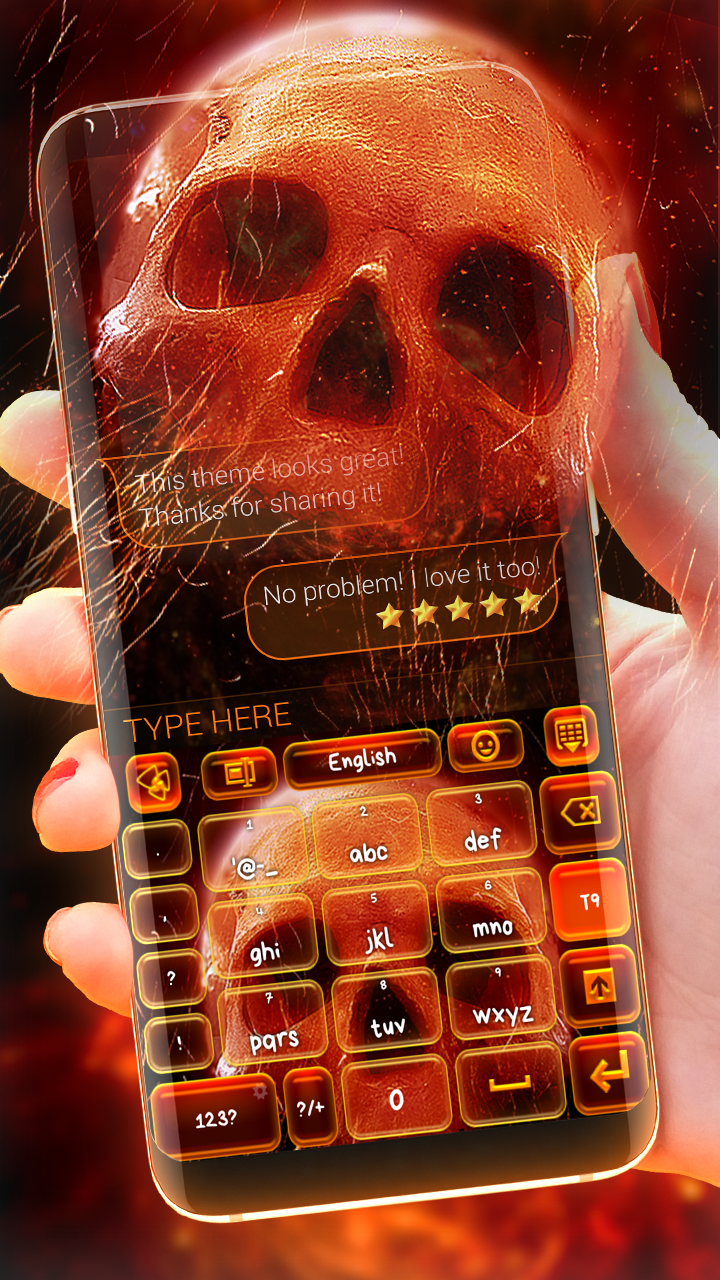 This theme looks great!
Thanks for sharing it!
No problem! I love it too!
TYPE HERE
English
.
1
'@-_
2
abc
3
def
,
4
ghi
5
jkl
6
mno
T9
?
7
pqrs
8
tuv
9
wxyz
!
123?
?/+
0